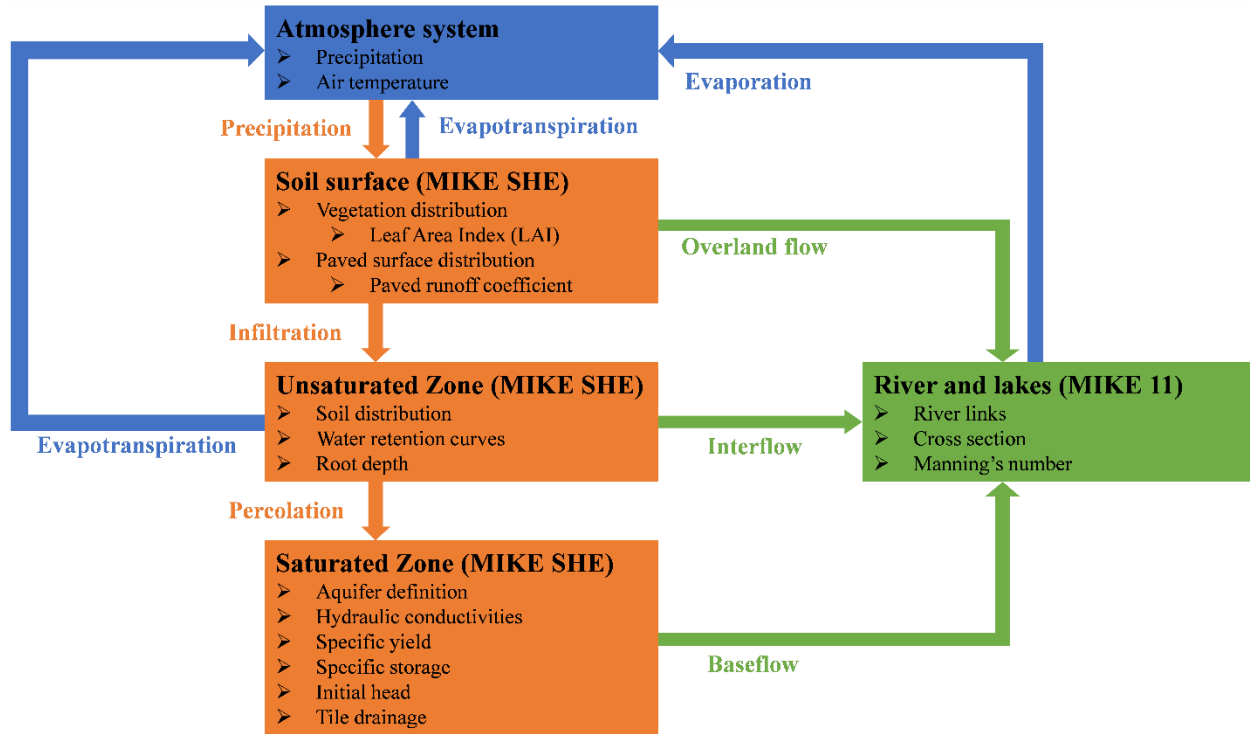 Atmosphere system
➢ Precipitation
➢ Air temperature
Evaporation
Precipitation
Evapotranspiration
Soil surface (MIKE SHE)
➢ Vegetation distribution
➢ Leaf Area Index (LAI)
➢ Paved surface distribution
➢ Paved runoff coefficient
Overland flow
Infiltration
Unsaturated Zone (MIKE SHE)
➢ Soil distribution
➢ Water retention curves
➢ Root depth
Evapotranspiration
Interflow
River and lakes (MIKE 11)
➢ River links
➢ Cross section
➢ Manning's number
Percolation
Saturated Zone (MIKE SHE)
➢ Aquifer definition
➢ Hydraulic conductivities
➢ Specific yield
➢ Specific storage
➢ Initial head
➢ Tile drainage
Baseflow